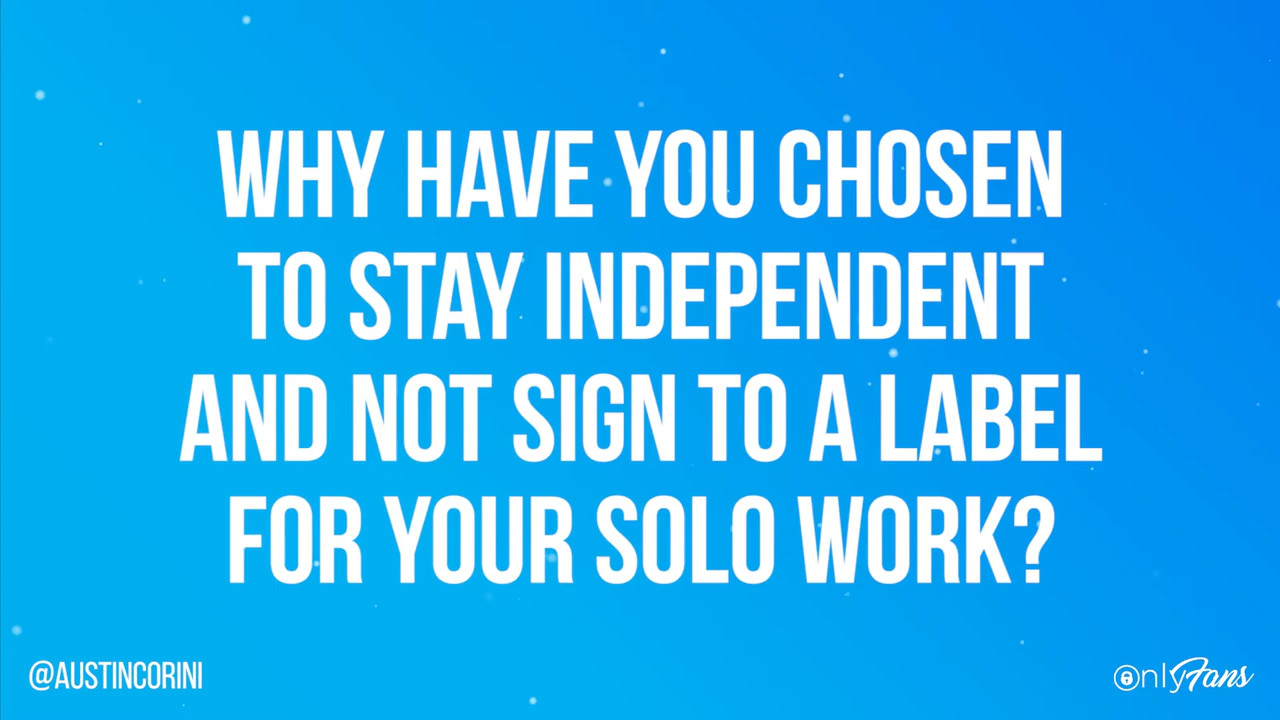 WHY HAVE YOU CHOSEN
TO STAY INDEPENDENT
AND NOT SIGN TO A LABEL
FOR YOUR SOLO WORK?
@AUSTINCORINI
OnlyFans